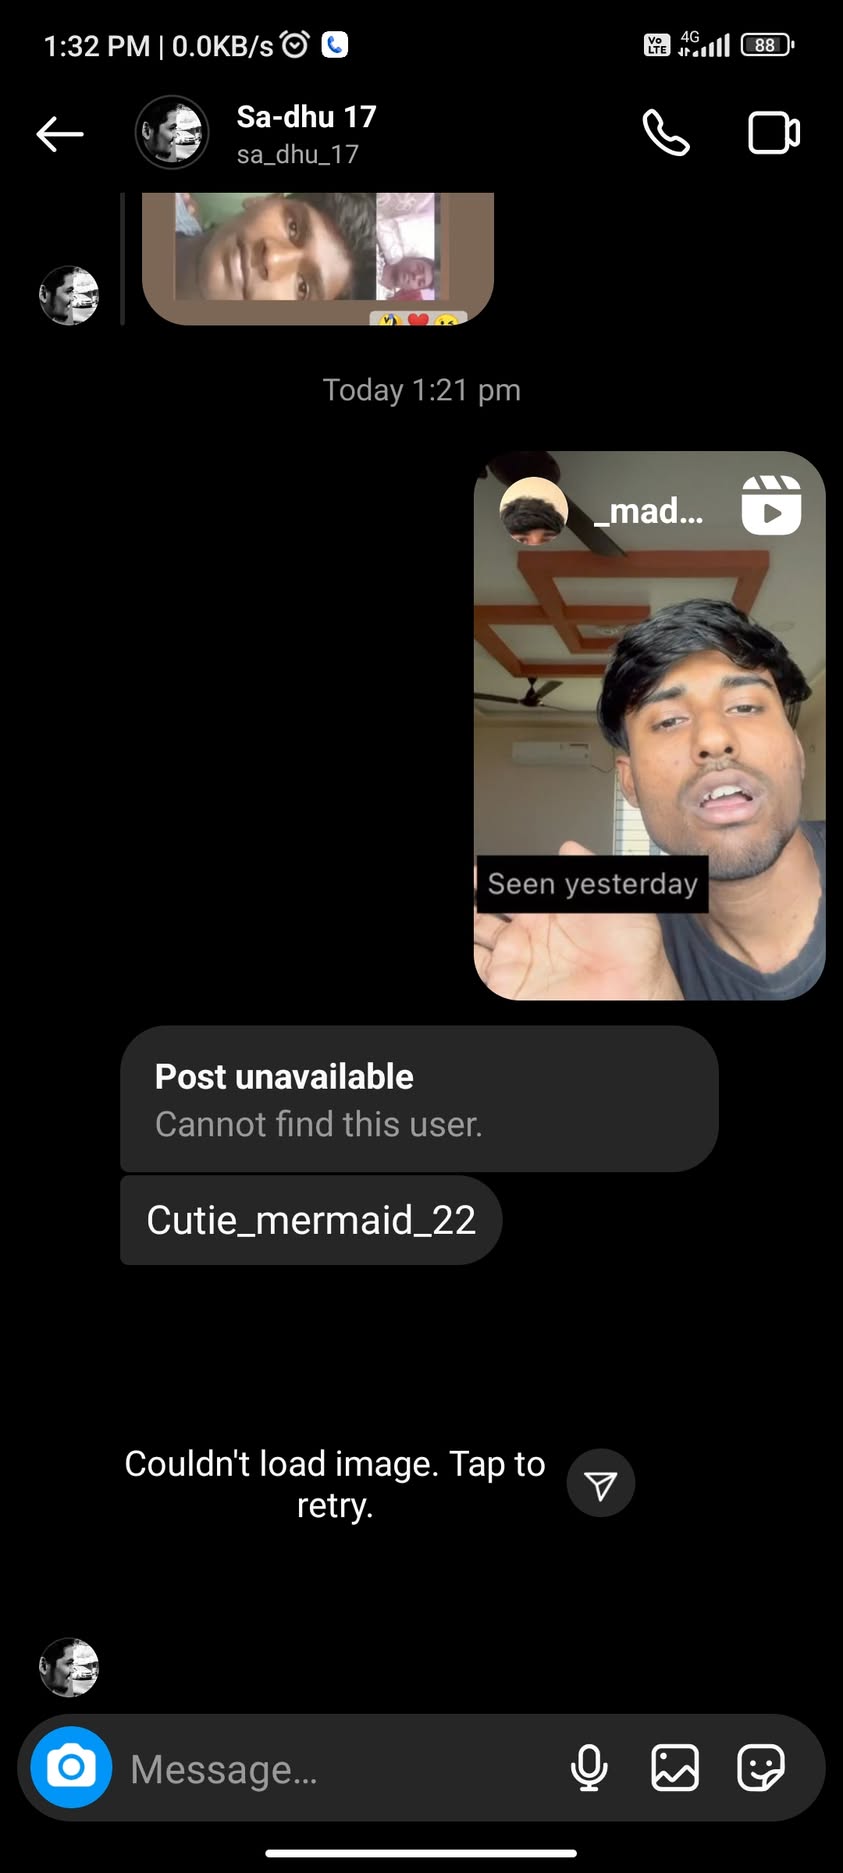 1:32 PM | 0.0KB/s
Vo LTE 4G 88
Sa-dhu 17
sa_dhu_17
Today 1:21 pm
_mad...
Seen yesterday
Post unavailable
Cannot find this user.
Cutie_mermaid_22
Couldn't load image. Tap to
retry.
Message...